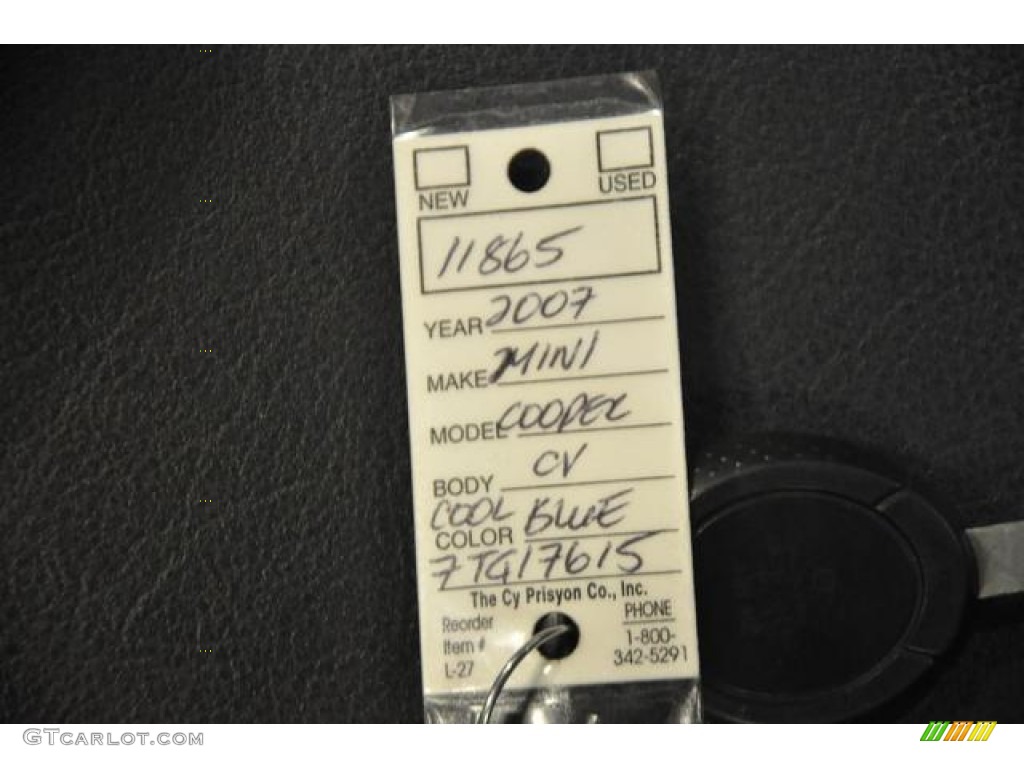 NEW USED
11865
YEAR 2007
MAKE MINI
MODEL COOPER
BODY CV
COLOR COOL BLUE
7TG17615
The Cy Prisyon Co., Inc.
Reorder
Item #
L-27
PHONE
1-800-
342-5291
GTCARLOT.COM